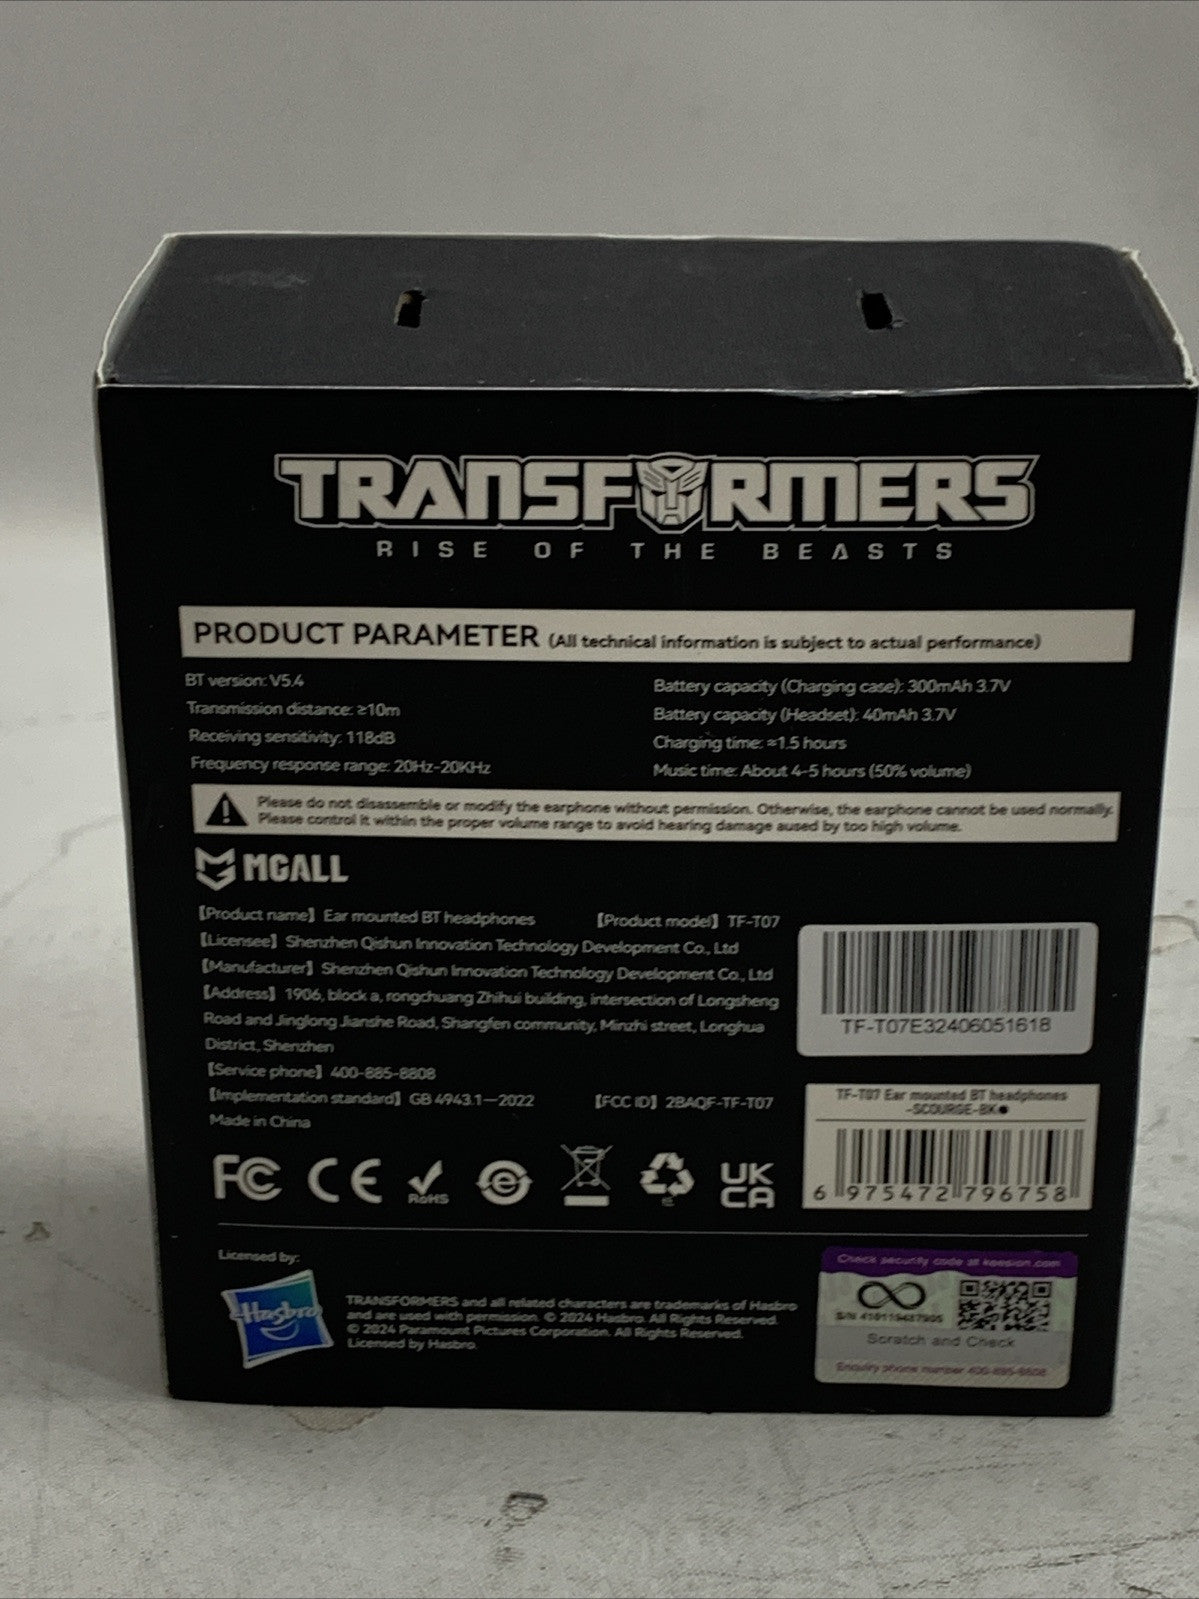 TRANSFORMERS
RISE OF THE BEASTS
PRODUCT PARAMETER (All technical information is subject to actual performance)
BT version: V5.4
Transmission distance: ≥10m
Receiving sensitivity: 118dB
Frequency response range: 20Hz-20KHz
Battery capacity (Charging case): 300mAh 3.7V
Battery capacity (Headset): 40mAh 3.7V
Charging time: ≈1.5 hours
Music time: About 4-5 hours (50% volume)
Please do not disassemble or modify the earphone without permission. Otherwise, the earphone cannot be used normally.
Please control it within the proper volume range to avoid hearing damage aused by too high volume.
MGALL
【Product name】Ear mounted BT headphones 【Product model】TF-T07
【Licensee】Shenzhen Qishun Innovation Technology Development Co., Ltd
【Manufacturer】Shenzhen Qishun Innovation Technology Development Co., Ltd
【Address】1906, block a, rongchuang Zhihui building, intersection of Longsheng
Road and Jinglong Jianshe Road, Shangfen community, Minzhi street, Longhua
District, Shenzhen
【Service phone】400-885-8808
【Implementation standard】GB 4943.1—2022 【FCC ID】2BAQF-TF-T07
Made in China
TF-T07E32406051618
TF-T07 Ear mounted BT headphones
-SCOURGE-BK●
6 975472 796758
FC CE RoHS e UK
CA
Licensed by:
Hasbro
TRANSFORMERS and all related characters are trademarks of Hasbro
and are used with permission. © 2024 Hasbro. All Rights Reserved.
© 2024 Paramount Pictures Corporation. All Rights Reserved.
Licensed by Hasbro.
Check security code at
S/N
Scratch and Check
Enquiry phone number 400-885-8808